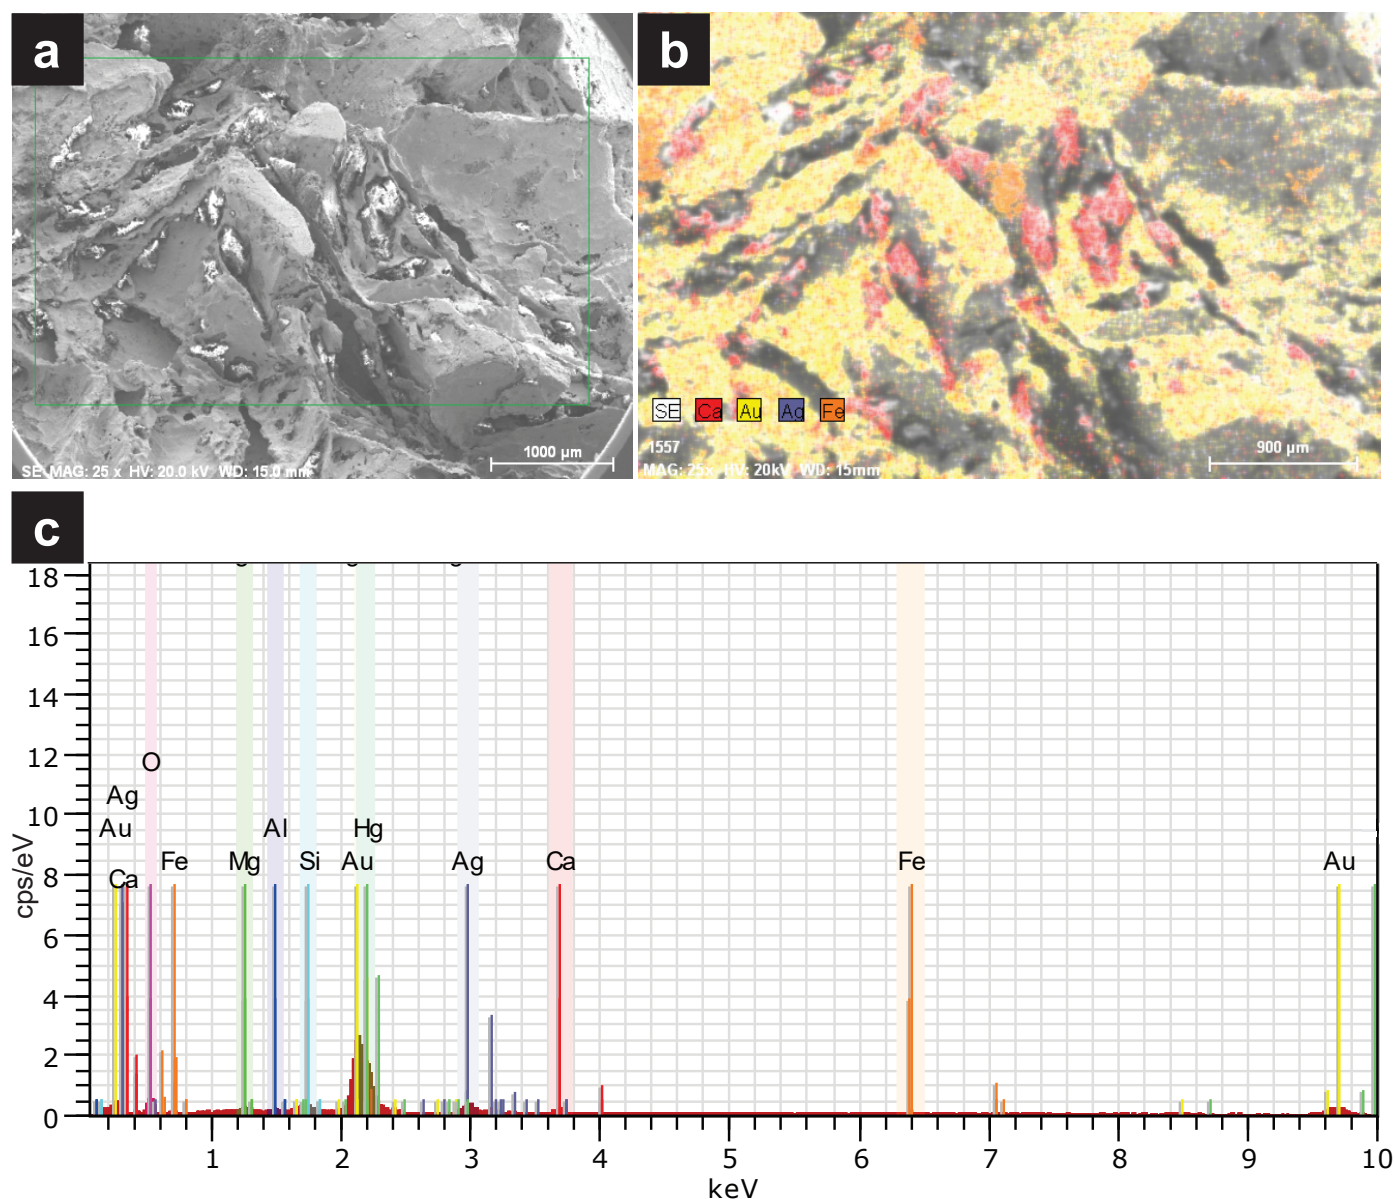 a
SE MAG: 25 x HV: 20.0 kV WD: 15.0 mm
1000 µm
b
SE Ca Au Ag Fe
1557
MAG: 25x HV: 20kV WD: 15mm
900 µm
c
18
16
14
12
10
8
6
4
2
0
cps/eV
O
Ag
Au Al Hg
Ca Fe Mg Si Au Ag Ca Fe Au
1 2 3 4 5 6 7 8 9 10
keV